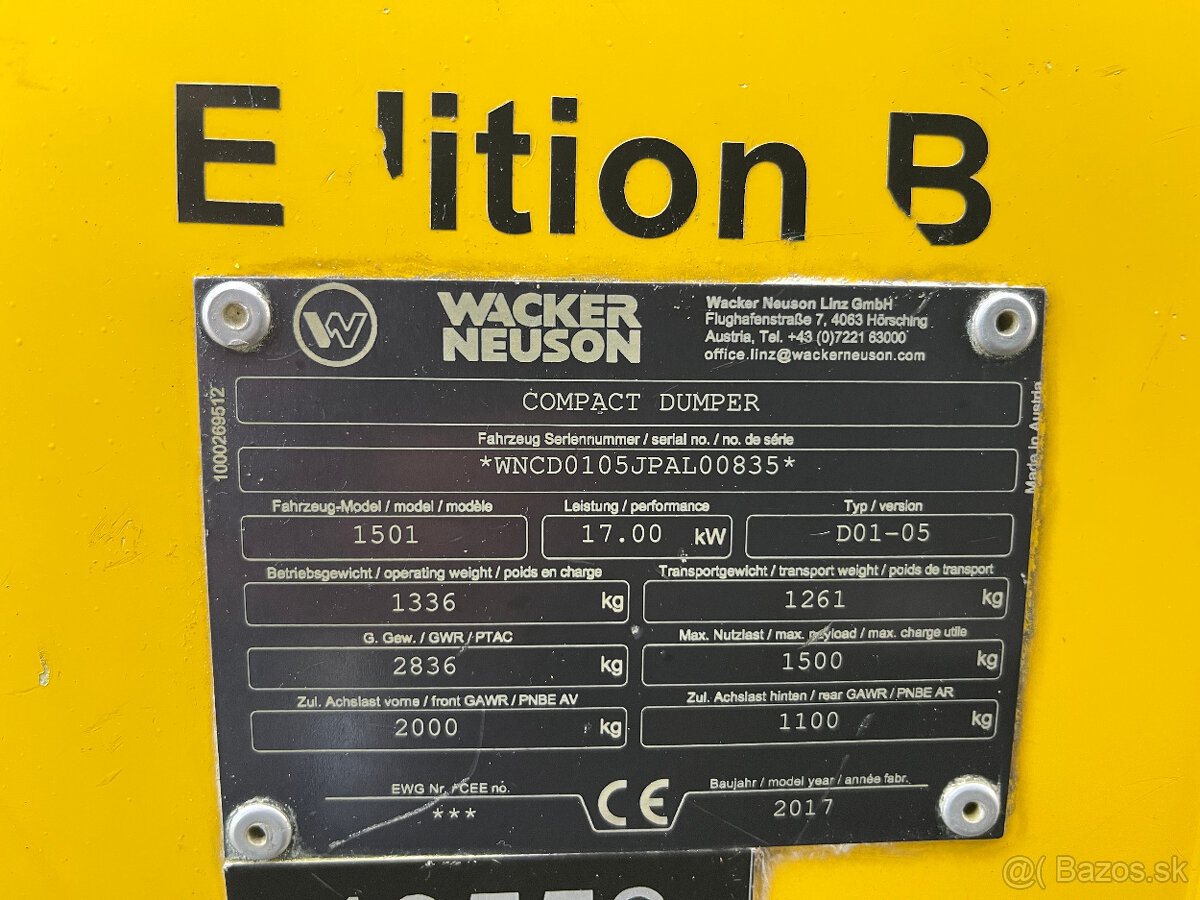 E ition B
WACKER
NEUSON
Wacker Neuson Linz GmbH
Flughafenstraße 7, 4063 Hörsching
Austria, Tel. +43 (0)7221 63000
office.linz@wackerneuson.com
1000269512
COMPACT DUMPER
Made in Austria
Fahrzeug Seriennummer / serial no. / no. de série
*WNCD0105JPAL00835*
Fahrzeug-Model / model / modèle
Leistung / performance
Typ / version
1501
17.00 kW
D01-05
Betriebsgewicht / operating weight / poids en charge
Transportgewicht / transport weight / poids de transport
1336 kg
1261 kg
G. Gew. / GWR / PTAC
Max. Nutzlast / max. payload / max. charge utile
2836 kg
1500 kg
Zul. Achslast vorne / front GAWR / PNBE AV
Zul. Achslast hinten / rear GAWR / PNBE AR
2000 kg
1100 kg
EWG Nr. / CEE no.
***
CE
Baujahr / model year / année fabr.
2017
@( Bazos.sk